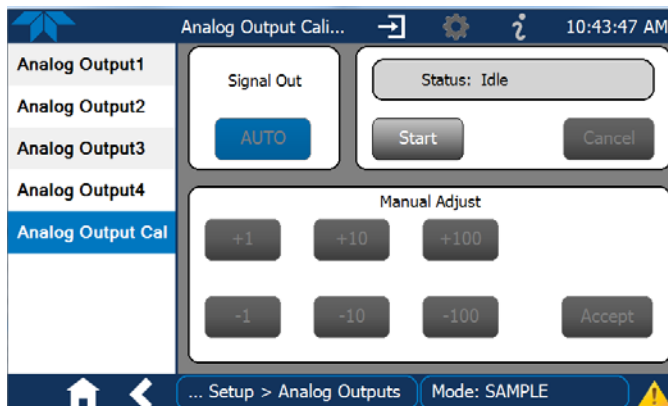 Analog Output Cali... 10:43:47 AM
Analog Output1
Analog Output2
Analog Output3
Analog Output4
Analog Output Cal
Signal Out
AUTO
Status: Idle
Start Cancel
Manual Adjust
+1 +10 +100
-1 -10 -100 Accept
... Setup > Analog Outputs Mode: SAMPLE